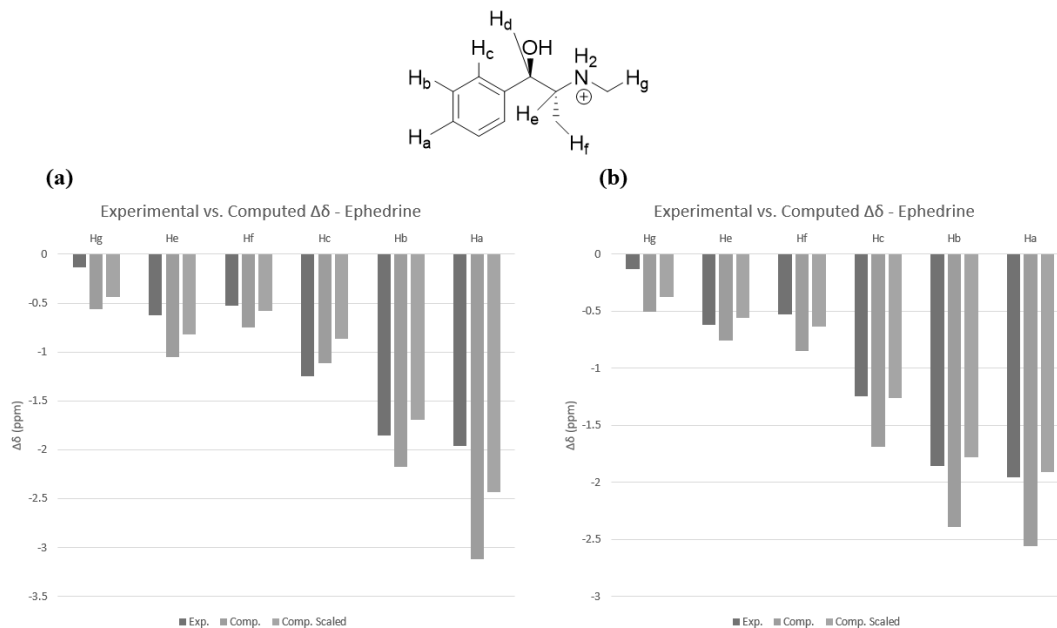 Hd
OH
Hc
H2
N
Hb
Hg
⊕
He
Ha
Hf
(a)
(b)
Experimental vs. Computed Δδ - Ephedrine
Hg He Hf Hc Hb Ha
0
-0.5
-1
-1.5
-2
-2.5
-3
-3.5
Δδ (ppm)
Exp. Comp. Comp. Scaled
Experimental vs. Computed Δδ - Ephedrine
Hg He Hf Hc Hb Ha
0
-0.5
-1
-1.5
-2
-2.5
-3
Δδ (ppm)
Exp. Comp. Comp. Scaled